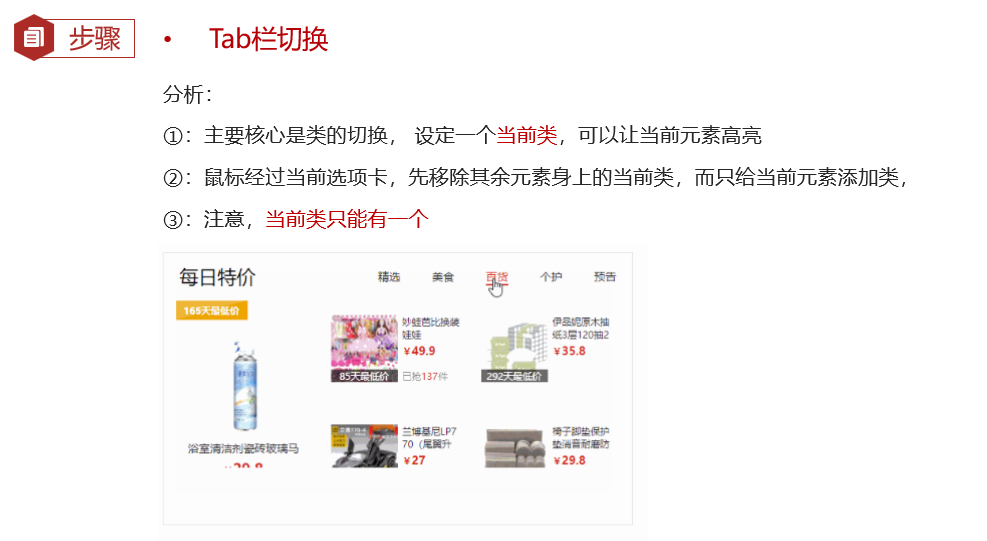 步骤
• Tab栏切换
分析：
①：主要核心是类的切换， 设定一个当前类，可以让当前元素高亮
②：鼠标经过当前选项卡，先移除其余元素身上的当前类，而只给当前元素添加类，
③：注意，当前类只能有一个
每日特价
精选 美食 百货 个护 预告
165天最低价
浴室清洁剂瓷砖玻璃马
¥29.8
妙蛙芭比换装
娃娃
¥49.9
已抢137件
85天最低价
伊品妮原木抽
纸3层120抽2
¥35.8
292天最低价
兰博基尼LP7
70（尾翼升
¥27
椅子脚垫保护
垫消音耐磨防
¥29.8